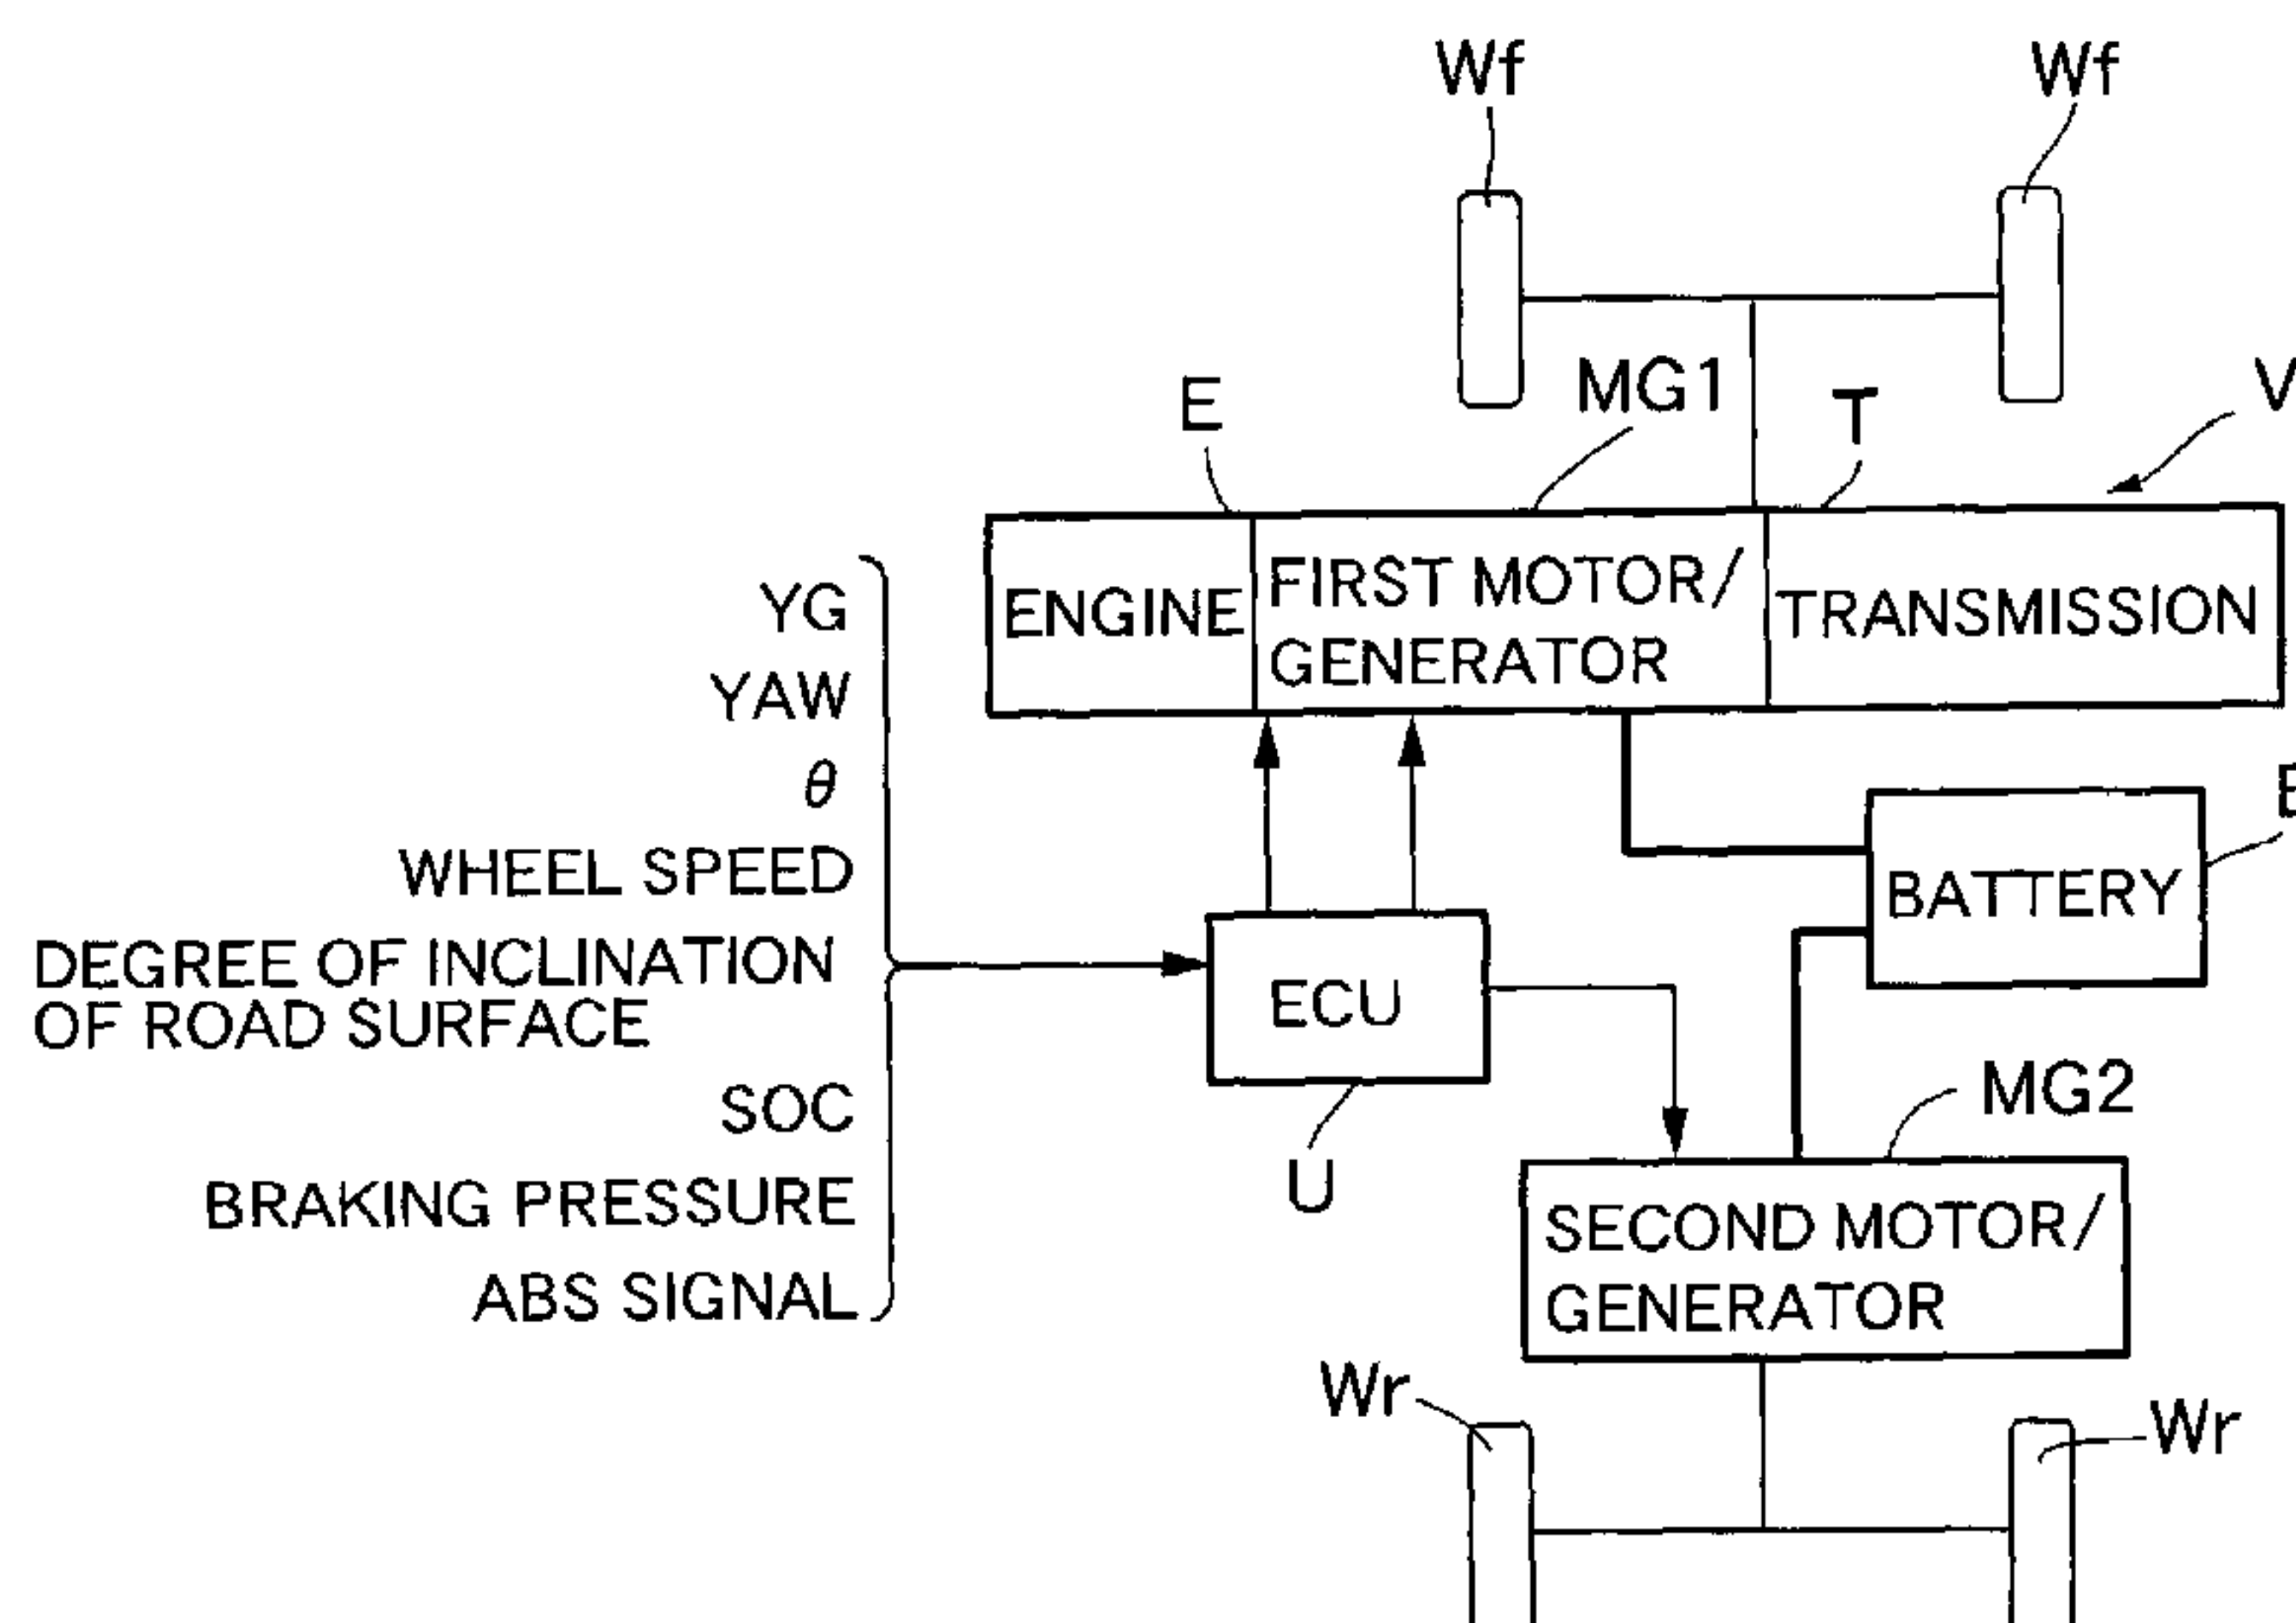 Wf
Wf
E
MG1
T
V
ENGINE
FIRST MOTOR/
GENERATOR
TRANSMISSION
YG
YAW
θ
WHEEL SPEED
DEGREE OF INCLINATION
OF ROAD SURFACE
SOC
BRAKING PRESSURE
ABS SIGNAL
BATTERY
ECU
U
MG2
SECOND MOTOR/
GENERATOR
Wr
Wr